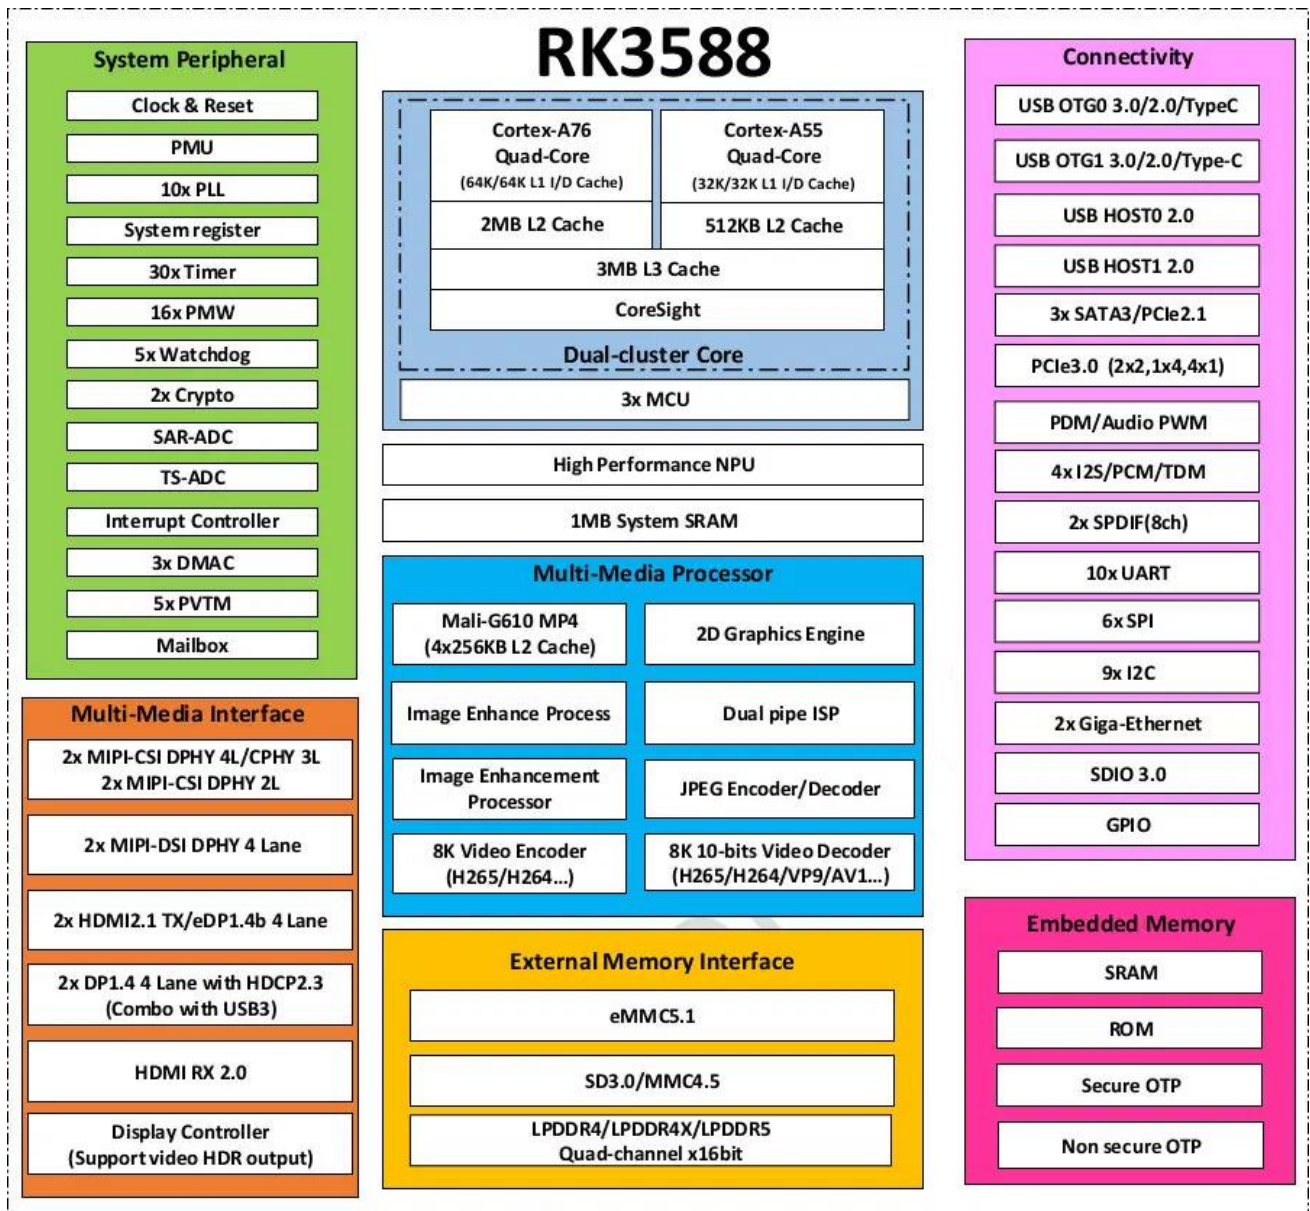 RK3588
System Peripheral
Clock & Reset
PMU
10x PLL
System register
30x Timer
16x PMW
5x Watchdog
2x Crypto
SAR-ADC
TS-ADC
Interrupt Controller
3x DMAC
5x PVTM
Mailbox
Multi-Media Interface
2x MIPI-CSI DPHY 4L/CPHY 3L
2x MIPI-CSI DPHY 2L
2x MIPI-DSI DPHY 4 Lane
2x HDMI2.1 TX/eDP1.4b 4 Lane
2x DP1.4 4 Lane with HDCP2.3
(Combo with USB3)
HDMI RX 2.0
Display Controller
(Support video HDR output)
Cortex-A76
Quad-Core
(64K/64K L1 I/D Cache)
2MB L2 Cache
Cortex-A55
Quad-Core
(32K/32K L1 I/D Cache)
512KB L2 Cache
3MB L3 Cache
CoreSight
Dual-cluster Core
3x MCU
High Performance NPU
1MB System SRAM
Multi-Media Processor
Mali-G610 MP4
(4x256KB L2 Cache)
2D Graphics Engine
Image Enhance Process
Dual pipe ISP
Image Enhancement
Processor
JPEG Encoder/Decoder
8K Video Encoder
(H265/H264...)
8K 10-bits Video Decoder
(H265/H264/VP9/AV1...)
External Memory Interface
eMMC5.1
SD3.0/MMC4.5
LPDDR4/LPDDR4X/LPDDR5
Quad-channel x16bit
Connectivity
USB OTG0 3.0/2.0/TypeC
USB OTG1 3.0/2.0/Type-C
USB HOST0 2.0
USB HOST1 2.0
3x SATA3/PCIe2.1
PCIe3.0 (2x2,1x4,4x1)
PDM/Audio PWM
4x I2S/PCM/TDM
2x SPDIF(8ch)
10x UART
6x SPI
9x I2C
2x Giga-Ethernet
SDIO 3.0
GPIO
Embedded Memory
SRAM
ROM
Secure OTP
Non secure OTP